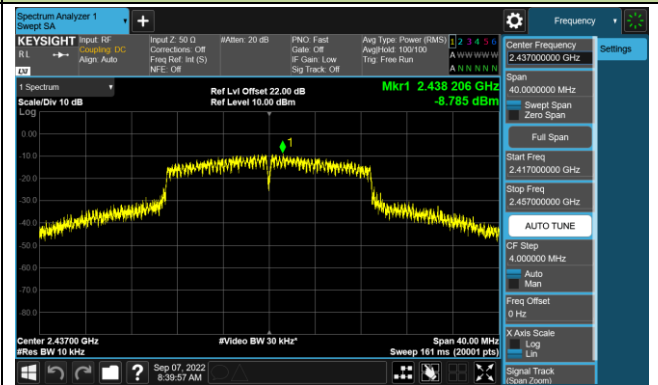 Spectrum Analyzer 1
Swept SA
Frequency
KEYSIGHT
RL
Input: RF
Coupling: DC
Align: Auto
Input Z: 50 Ω
Corrections: Off
Freq Ref: Int (S)
NFE: Off
#Atten: 20 dB
PNO: Fast
Gate: Off
IF Gain: Low
Sig Track: Off
Avg Type: Power (RMS)
Avg|Hold: 100/100
Trig: Free Run
1 2 3 4 5 6
A W W W W W
A N N N N N
1 Spectrum
Scale/Div 10 dB
Log
Ref Lvl Offset 22.00 dB
Ref Level 10.00 dBm
Mkr1 2.438 206 GHz
-8.785 dBm
1
0.00
-10.0
-20.0
-30.0
-40.0
-50.0
-60.0
-70.0
-80.0
Center 2.43700 GHz
#Res BW 10 kHz
#Video BW 30 kHz*
Span 40.00 MHz
Sweep 161 ms (20001 pts)
Sep 07, 2022
8:39:57 AM
Center Frequency
2.437000000 GHz
Settings
Span
40.0000000 MHz
Swept Span
Zero Span
Full Span
Start Freq
2.417000000 GHz
Stop Freq
2.457000000 GHz
AUTO TUNE
CF Step
4.000000 MHz
Auto
Man
Freq Offset
0 Hz
X Axis Scale
Log
Lin
Signal Track
(Span Zoom)